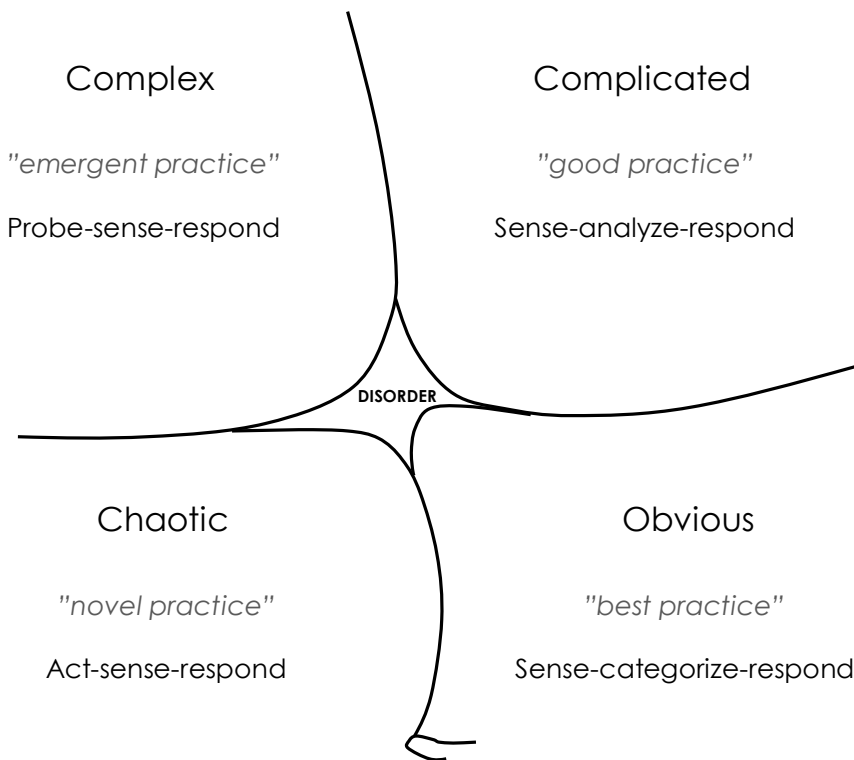 Complex
”emergent practice”
Probe-sense-respond
Complicated
”good practice”
Sense-analyze-respond
DISORDER
Chaotic
”novel practice”
Act-sense-respond
Obvious
”best practice”
Sense-categorize-respond